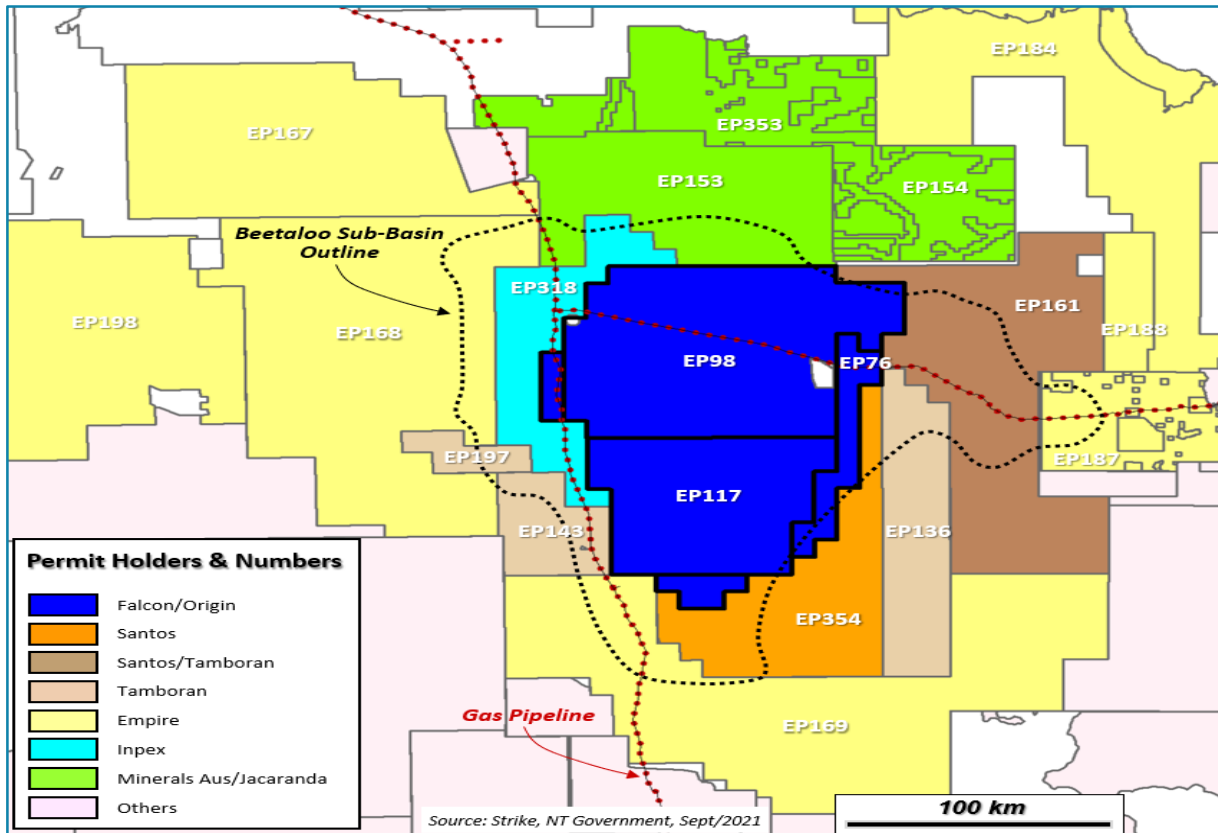 EP184
EP167
EP353
EP153
EP154
Beetaloo Sub-Basin
Outline
EP318
EP161
EP198
EP168
EP188
EP98
EP76
EP197
EP187
EP117
EP143
EP136
Permit Holders & Numbers
Falcon/Origin
Santos
Santos/Tamboran
Tamboran
Empire
Inpex
Minerals Aus/Jacaranda
Others
EP354
Gas Pipeline
EP169
100 km
Source: Strike, NT Government, Sept/2021